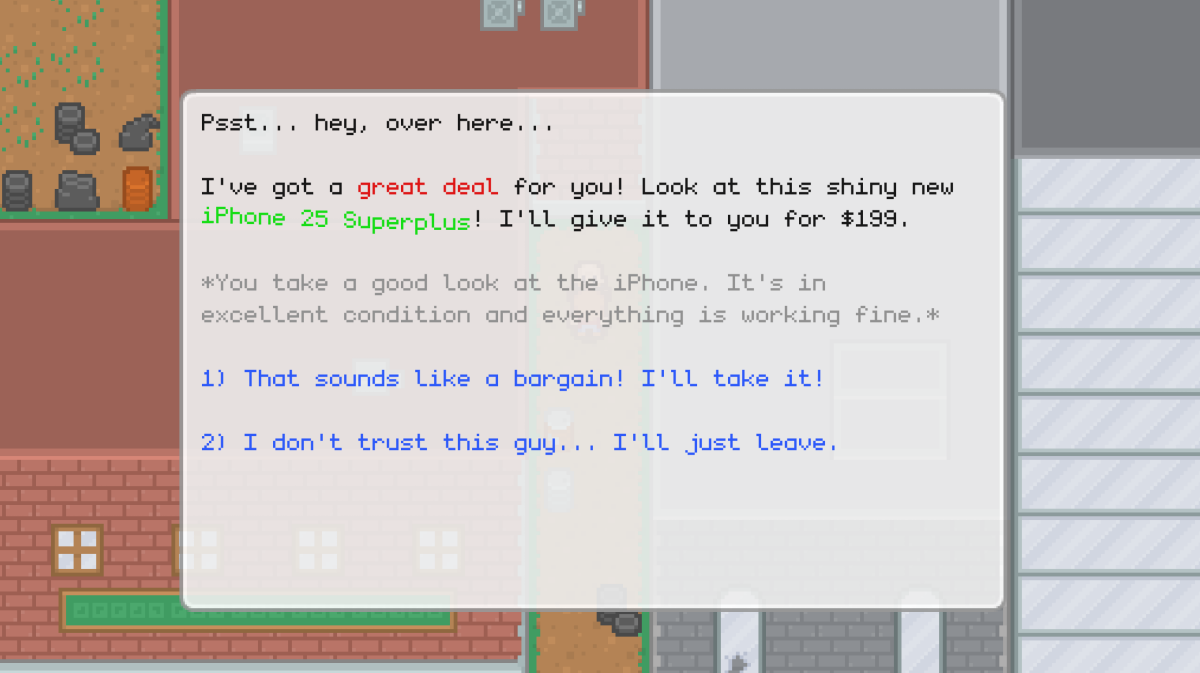 Psst... hey, over here...
I've got a great deal for you! Look at this shiny new
iPhone 25 Superplus! I'll give it to you for $199.
*You take a good look at the iPhone. It's in
excellent condition and everything is working fine.*
1) That sounds like a bargain! I'll take it!
2) I don't trust this guy... I'll just leave.